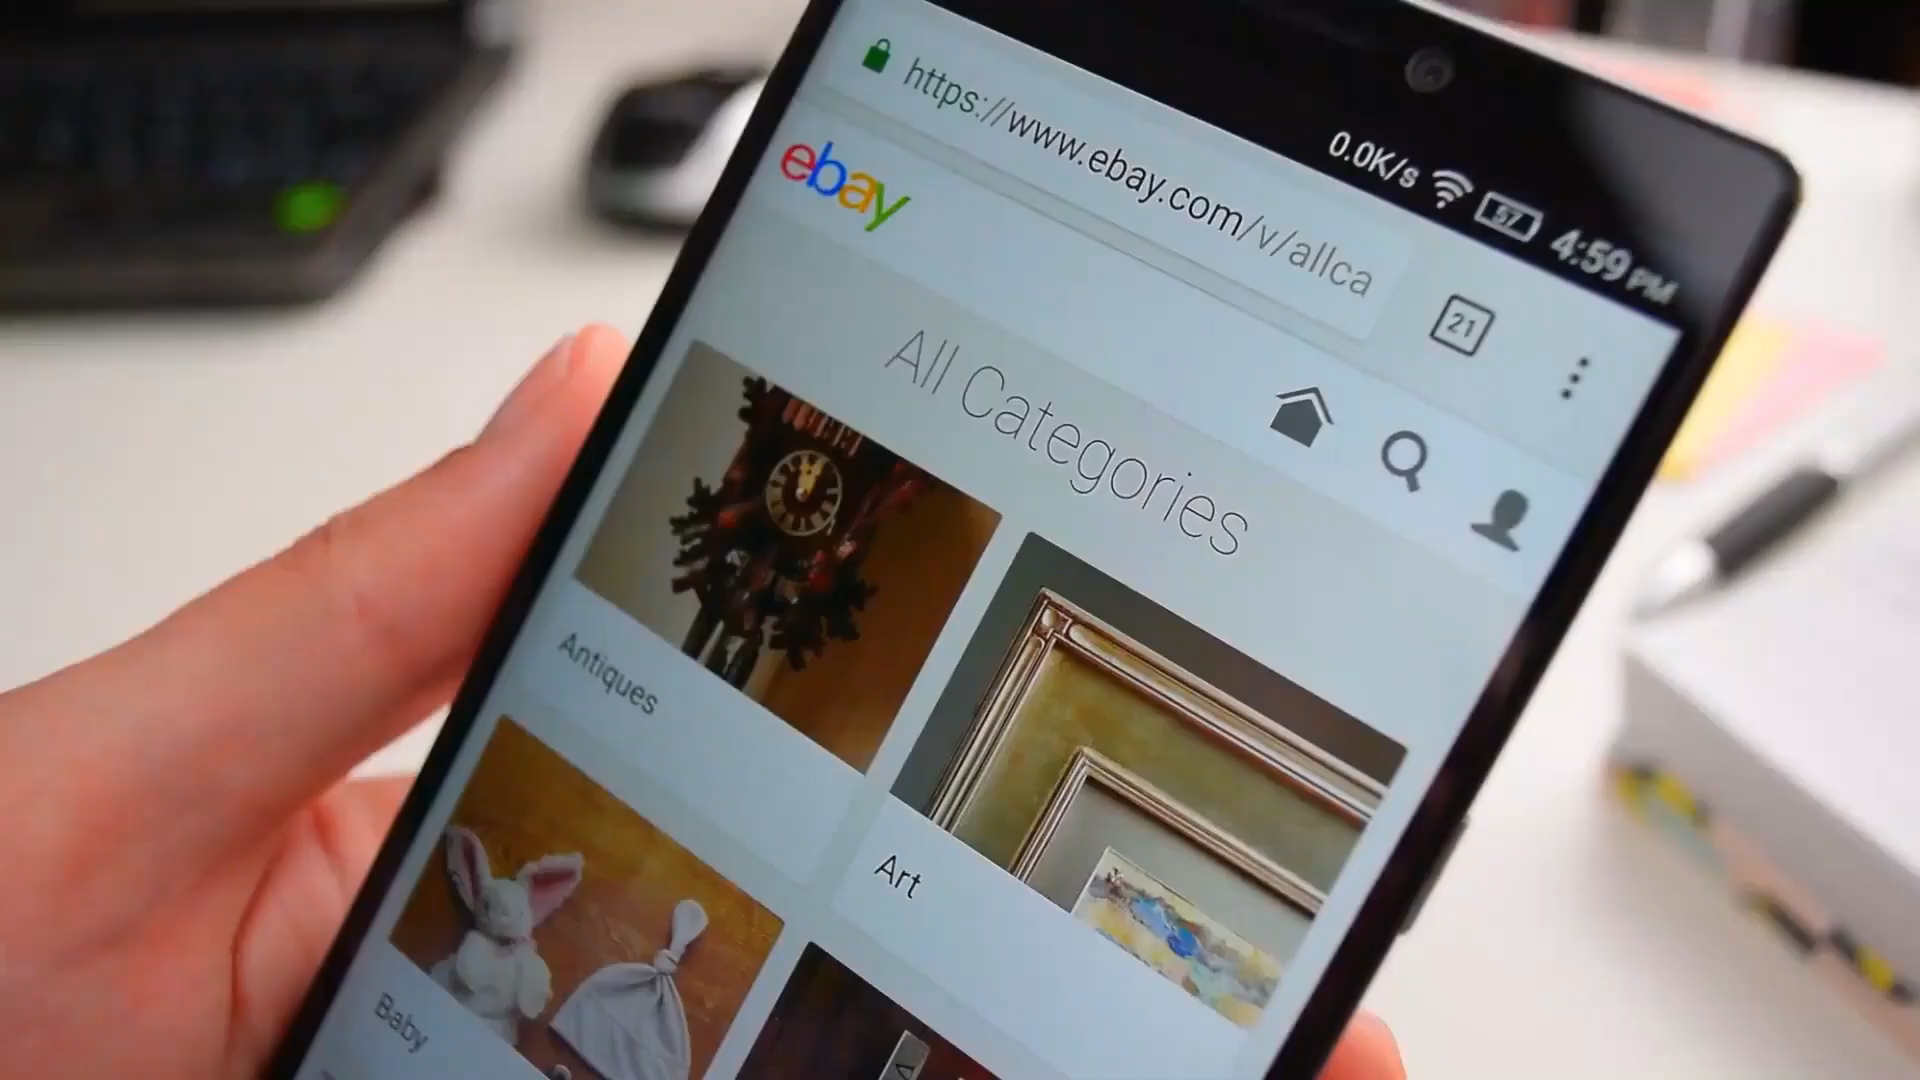 0.0K/s 57 4:59 PM
https://www.ebay.com/v/allca
21
ebay
All Categories
Antiques
Art
Baby